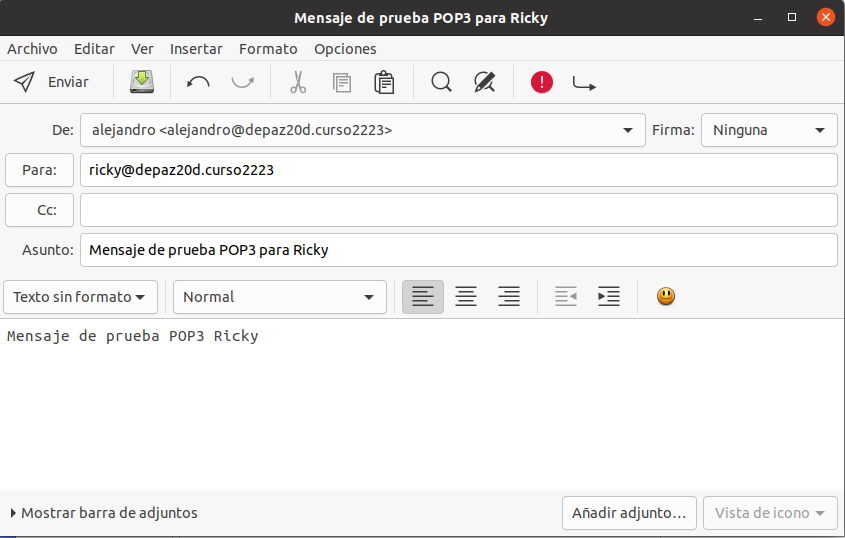 Mensaje de prueba POP3 para Ricky
Archivo Editar Ver Insertar Formato Opciones
Enviar
De: alejandro <alejandro@depaz20d.curso2223> Firma: Ninguna
Para: ricky@depaz20d.curso2223
Cc:
Asunto: Mensaje de prueba POP3 para Ricky
Texto sin formato Normal
Mensaje de prueba POP3 Ricky
Mostrar barra de adjuntos Añadir adjunto... Vista de icono